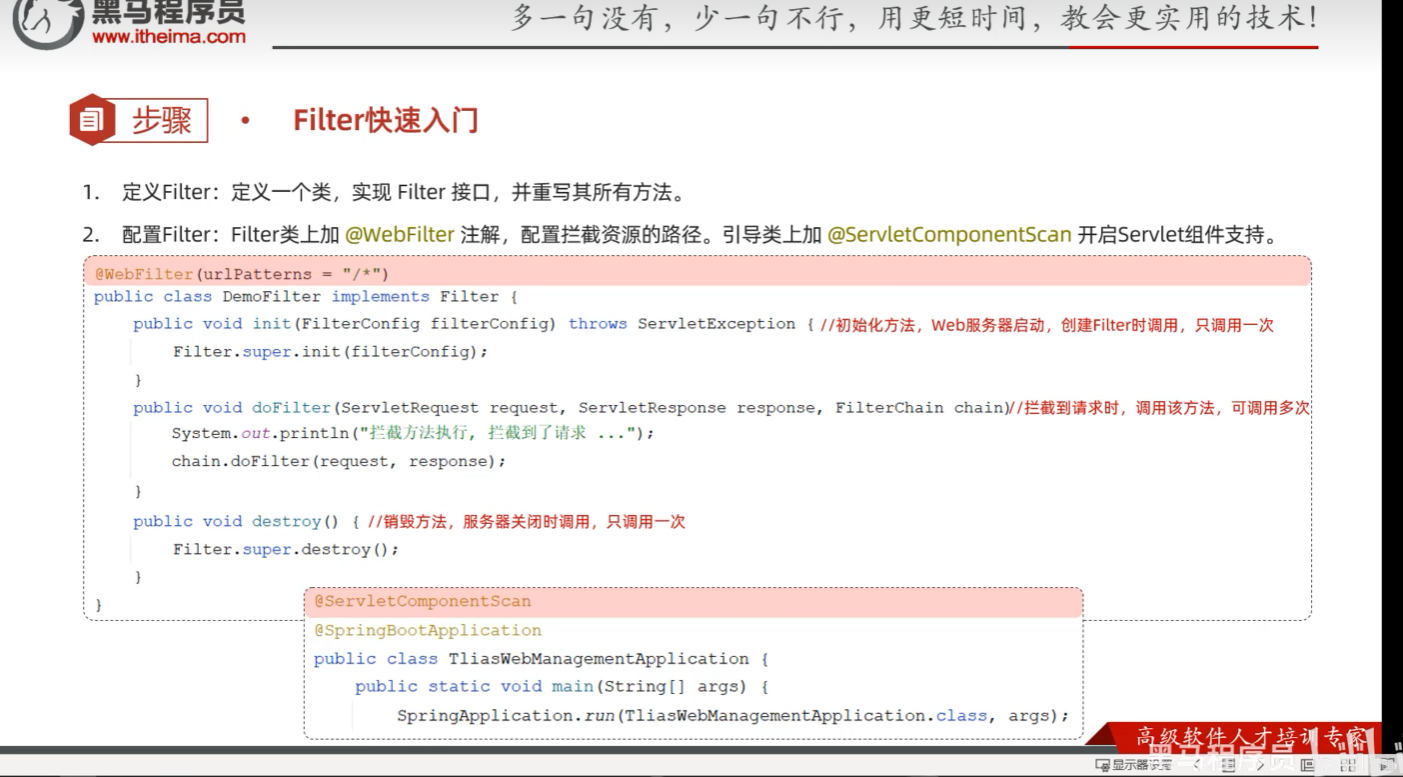 黑马程序员
www.itheima.com
多一句没有，少一句不行，用更短时间，教会更实用的技术！
步骤
• Filter快速入门
1. 定义Filter：定义一个类，实现 Filter 接口，并重写其所有方法。
2. 配置Filter：Filter类上加 @WebFilter 注解，配置拦截资源的路径。引导类上加 @ServletComponentScan 开启Servlet组件支持。
@WebFilter(urlPatterns = "/*")
public class DemoFilter implements Filter {
public void init(FilterConfig filterConfig) throws ServletException { //初始化方法，Web服务器启动，创建Filter时调用，只调用一次
Filter.super.init(filterConfig);
}
public void doFilter(ServletRequest request, ServletResponse response, FilterChain chain)//拦截到请求时，调用该方法，可调用多次
System.out.println("拦截方法执行, 拦截到了请求 ...");
chain.doFilter(request, response);
}
public void destroy() { //销毁方法，服务器关闭时调用，只调用一次
Filter.super.destroy();
}
}
@ServletComponentScan
@SpringBootApplication
public class TliasWebManagementApplication {
public static void main(String[] args) {
SpringApplication.run(TliasWebManagementApplication.class, args);
高级软件人才培训专家
黑马程序员
显示器设置